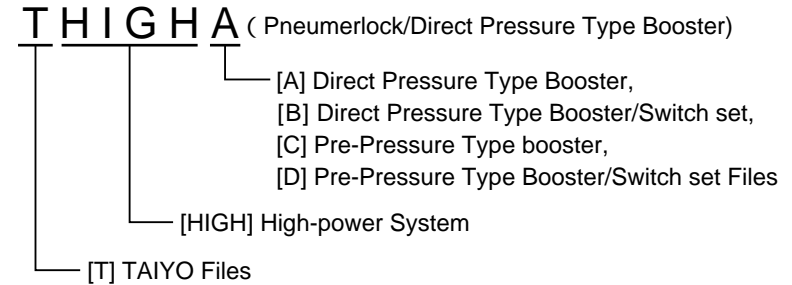 THIGHA ( Pneumerlock/Direct Pressure Type Booster)
[A] Direct Pressure Type Booster,
[B] Direct Pressure Type Booster/Switch set,
[C] Pre-Pressure Type booster,
[D] Pre-Pressure Type Booster/Switch set Files
[HIGH] High-power System
[T] TAIYO Files